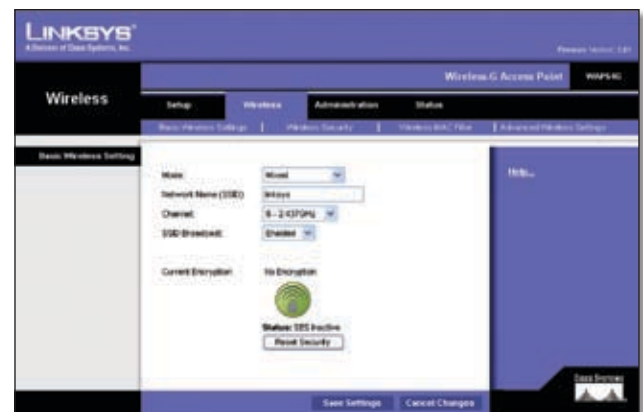 LINKSYS®
A Division of Cisco Systems, Inc.
Firmware Version:
Wireless-G Access Point WAP54G
Wireless
Setup Wireless Administration Status
Basic Wireless Settings | Wireless Security | Wireless MAC Filter | Advanced Wireless Settings
Basic Wireless Setting
Mode: Mixed
Network Name (SSID): linksys
Channel: 6 - 2.437GHz
SSID Broadcast: Enabled
Current Encryption: No Encryption
Status: SES Inactive
Reset Security
Help...
Save Settings Cancel Changes
Cisco Systems